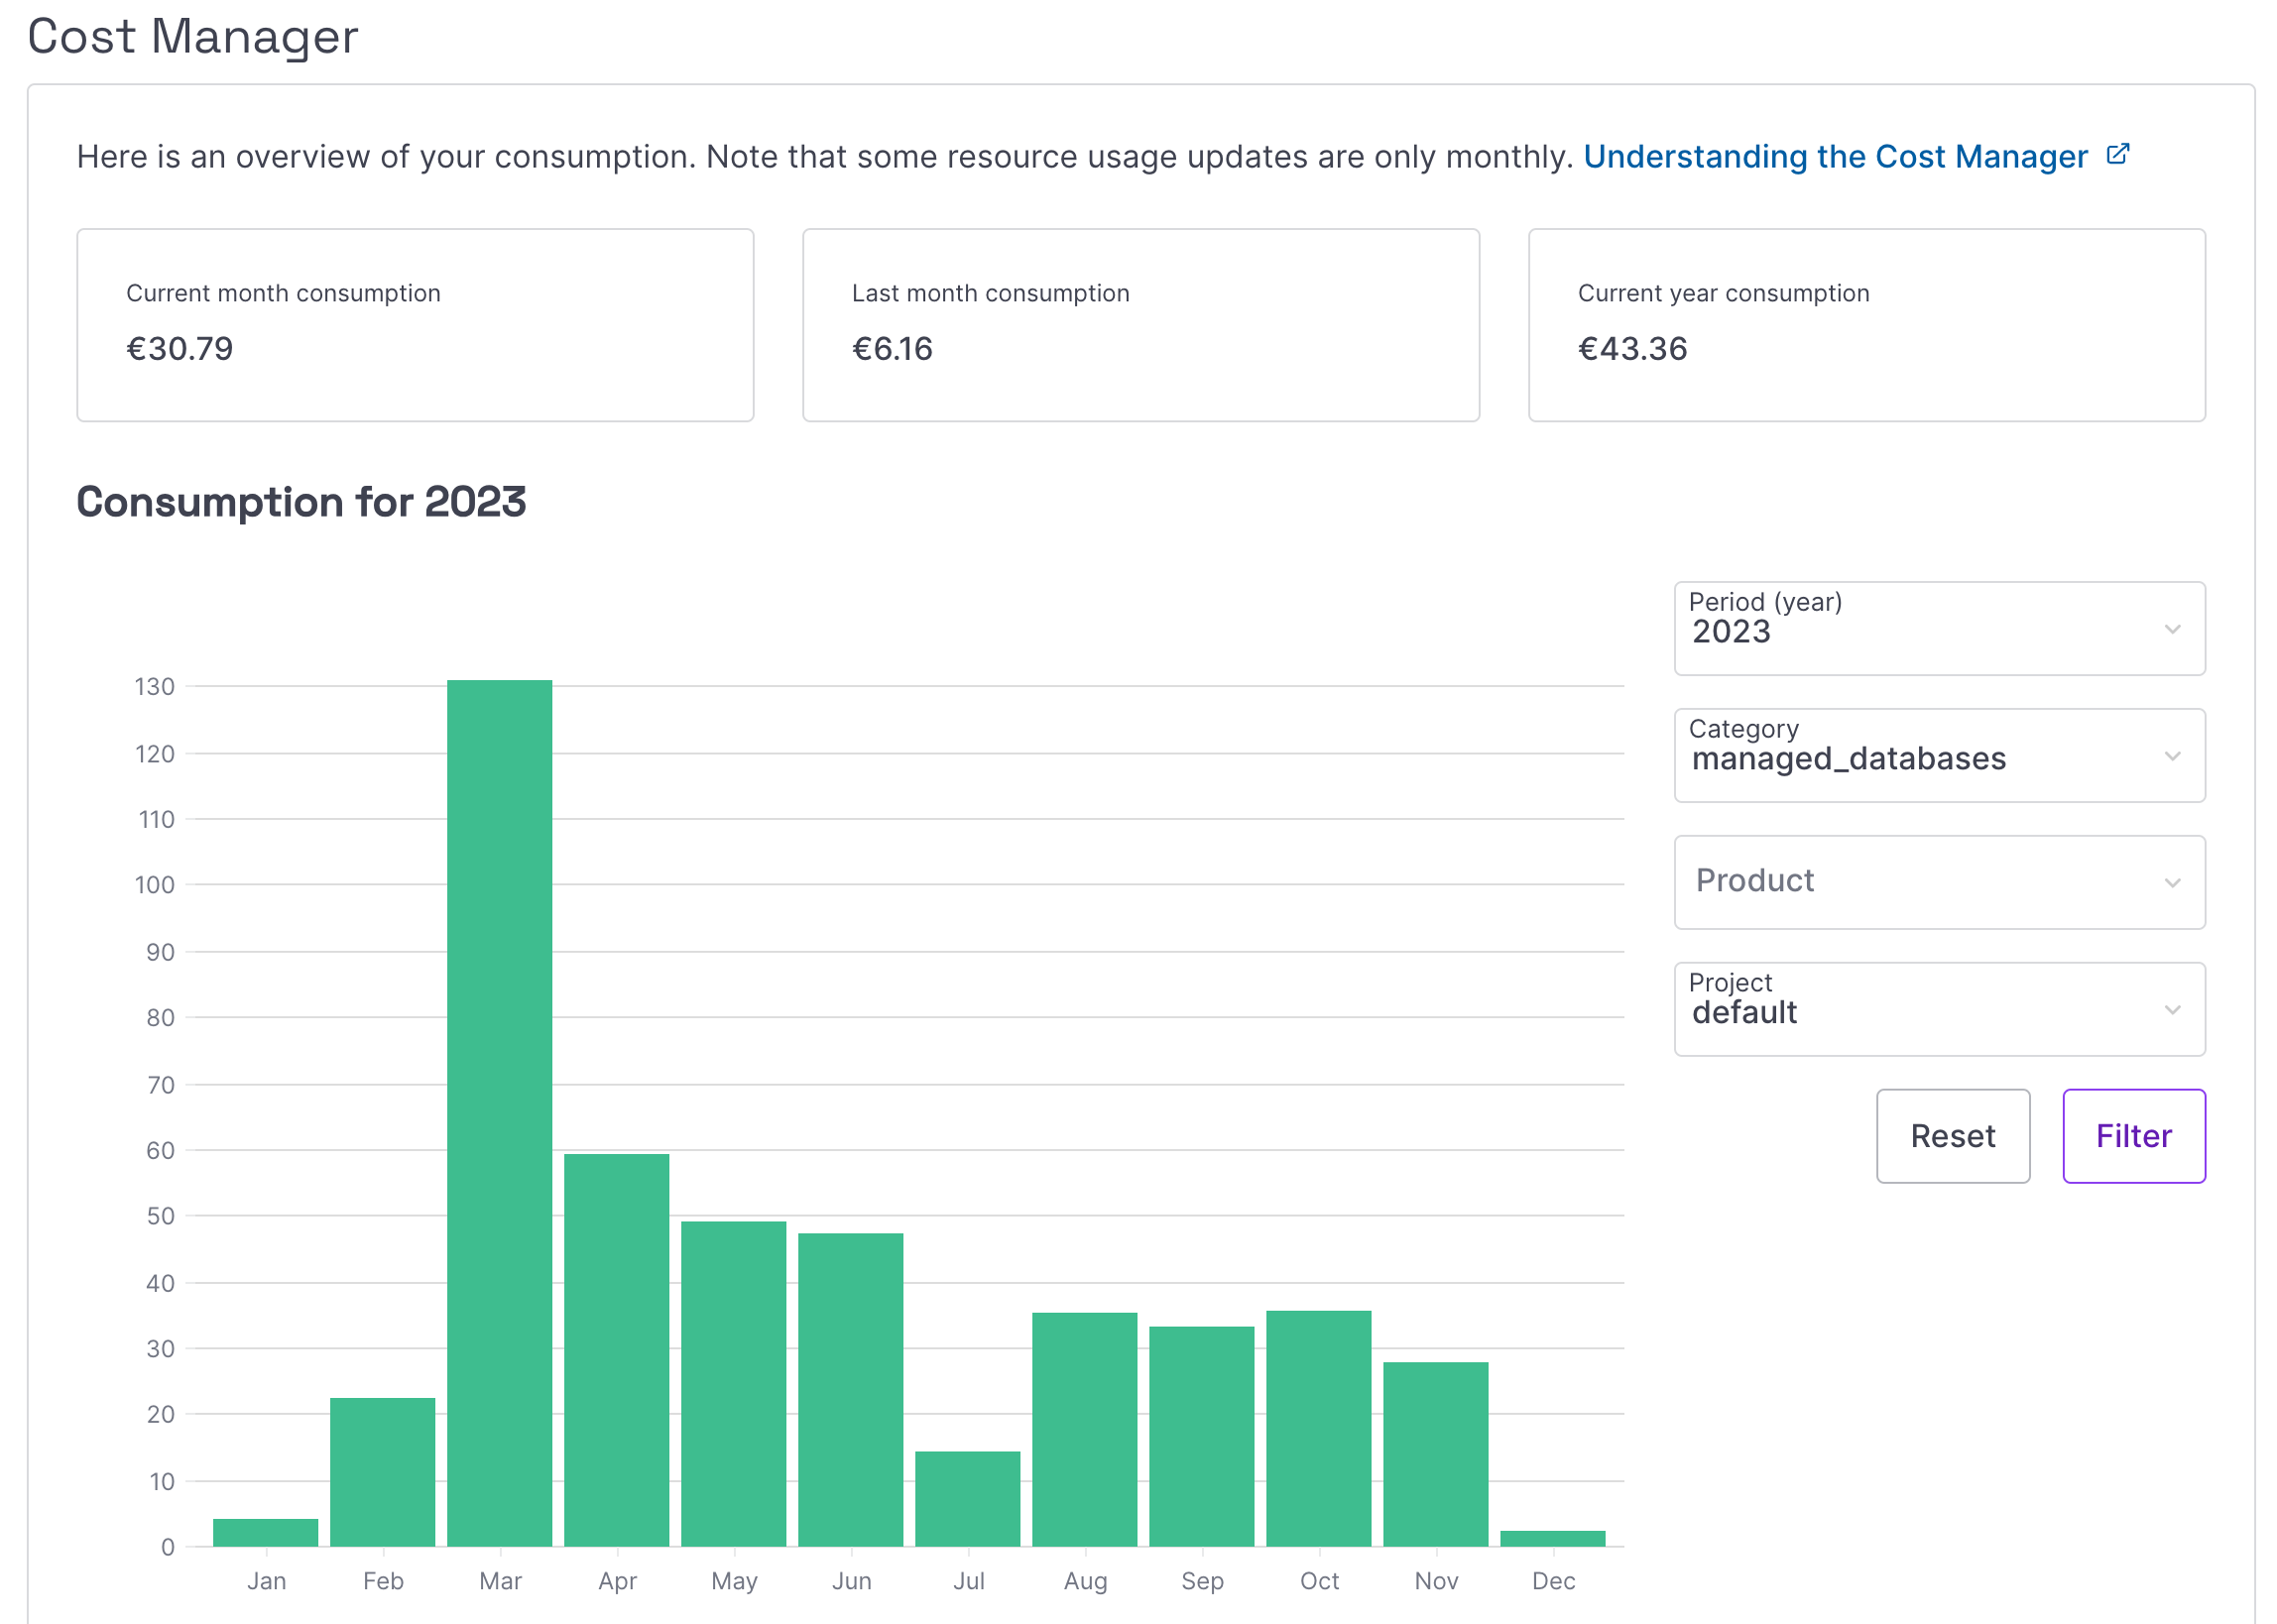 Cost Manager
Here is an overview of your consumption. Note that some resource usage updates are only monthly. Understanding the Cost Manager
Current month consumption
€30.79
Last month consumption
€6.16
Current year consumption
€43.36
Consumption for 2023
Period (year)
2023
Category
managed_databases
Product
Project
default
Reset
Filter
130
120
110
100
90
80
70
60
50
40
30
20
10
0
Jan Feb Mar Apr May Jun Jul Aug Sep Oct Nov Dec